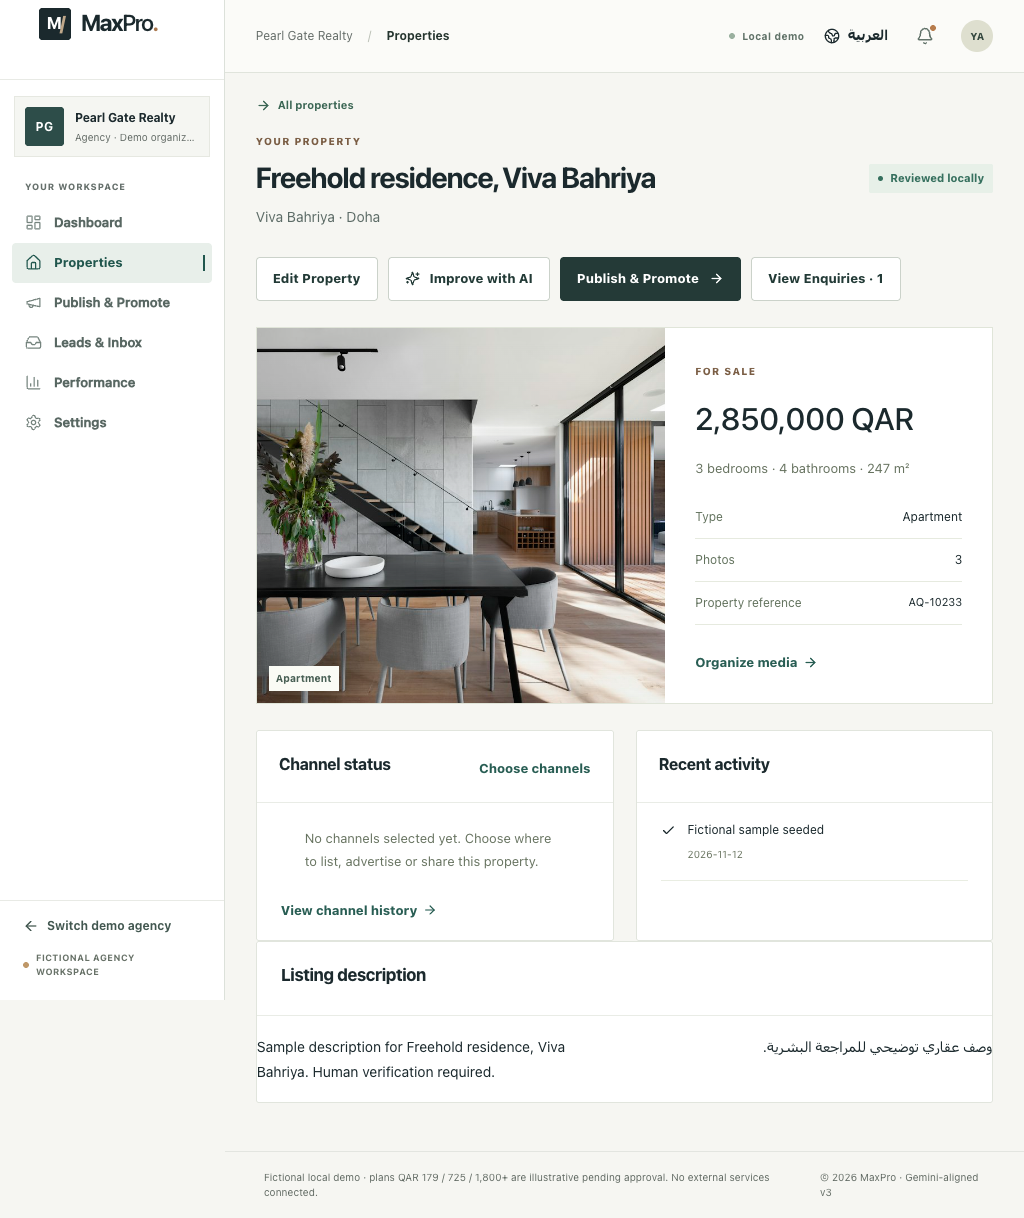 M/ MaxPro.
Pearl Gate Realty / Properties
Local demo
العربية
YA
PG
Pearl Gate Realty
Agency · Demo organiz...
YOUR WORKSPACE
Dashboard
Properties
Publish & Promote
Leads & Inbox
Performance
Settings
Switch demo agency
FICTIONAL AGENCY
WORKSPACE
All properties
YOUR PROPERTY
Freehold residence, Viva Bahriya
Reviewed locally
Viva Bahriya · Doha
Edit Property
Improve with AI
Publish & Promote
View Enquiries · 1
Apartment
FOR SALE
2,850,000 QAR
3 bedrooms · 4 bathrooms · 247 m²
Type Apartment
Photos 3
Property reference AQ-10233
Organize media
Channel status
Choose channels
No channels selected yet. Choose where
to list, advertise or share this property.
View channel history
Recent activity
Fictional sample seeded
2026-11-12
Listing description
Sample description for Freehold residence, Viva
Bahriya. Human verification required.
وصف عقاري توضيحي للمراجعة البشرية.
Fictional local demo · plans QAR 179 / 725 / 1,800+ are illustrative pending approval. No external services
connected.
© 2026 MaxPro · Gemini-aligned
v3